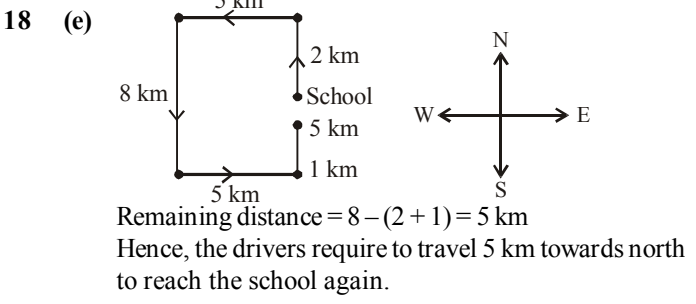 18 (e)
5 km
2 km
8 km
School
5 km
1 km
5 km
N
W E
S
Remaining distance = 8 – (2 + 1) = 5 km
Hence, the drivers require to travel 5 km towards north
to reach the school again.